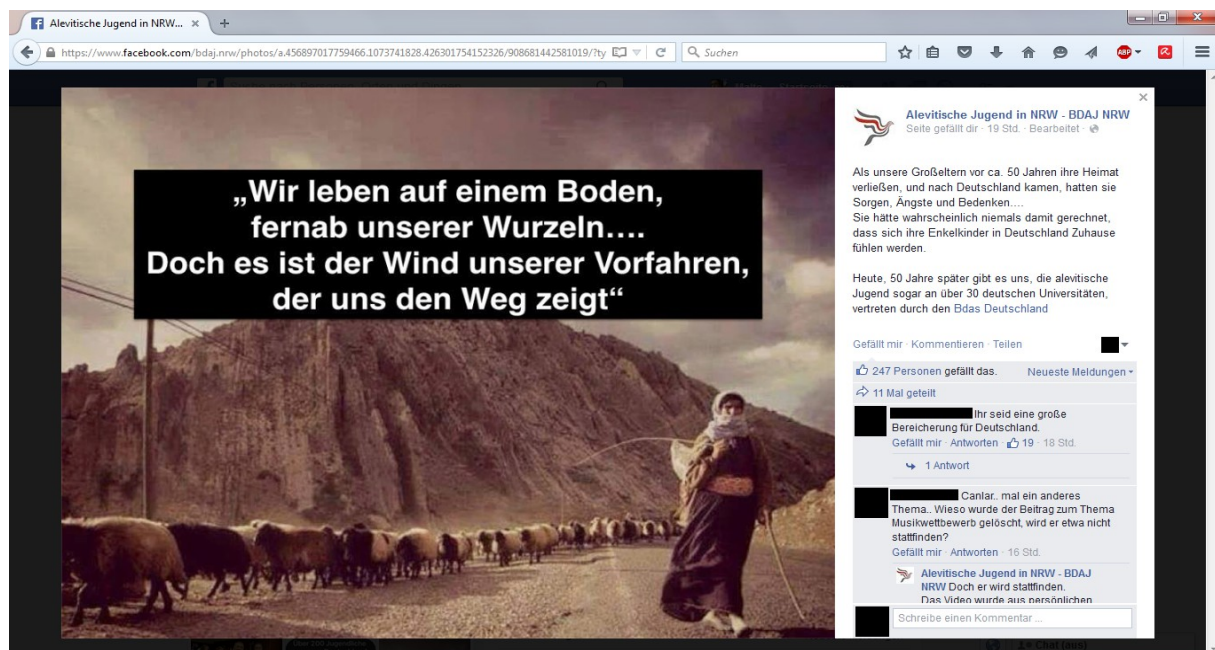 Alevitische Jugend in NRW...
https://www.facebook.com/bdaj.nrw/photos/a.456897017759466.1073741828.426301754152326/908681442581019/?ty
Suchen
ABP
„Wir leben auf einem Boden,
fernab unserer Wurzeln....
Doch es ist der Wind unserer Vorfahren,
der uns den Weg zeigt“
Alevitische Jugend in NRW - BDAJ NRW
Seite gefällt dir · 19 Std. · Bearbeitet ·
Als unsere Großeltern vor ca. 50 Jahren ihre Heimat
verließen, und nach Deutschland kamen, hatten sie
Sorgen, Ängste und Bedenken....
Sie hätte wahrscheinlich niemals damit gerechnet,
dass sich ihre Enkelkinder in Deutschland Zuhause
fühlen werden.
Heute, 50 Jahre später gibt es uns, die alevitische
Jugend sogar an über 30 deutschen Universitäten,
vertreten durch den Bdas Deutschland
Gefällt mir · Kommentieren · Teilen
247 Personen gefällt das. Neueste Meldungen
11 Mal geteilt
Ihr seid eine große
Bereicherung für Deutschland.
Gefällt mir · Antworten · 19 · 18 Std.
1 Antwort
Canlar.. mal ein anderes
Thema.. Wieso wurde der Beitrag zum Thema
Musikwettbewerb gelöscht, wird er etwa nicht
stattfinden?
Gefällt mir · Antworten · 16 Std.
Alevitische Jugend in NRW - BDAJ
NRW Doch er wird stattfinden.
Das Video wurde aus persönlichen
Schreibe einen Kommentar ...